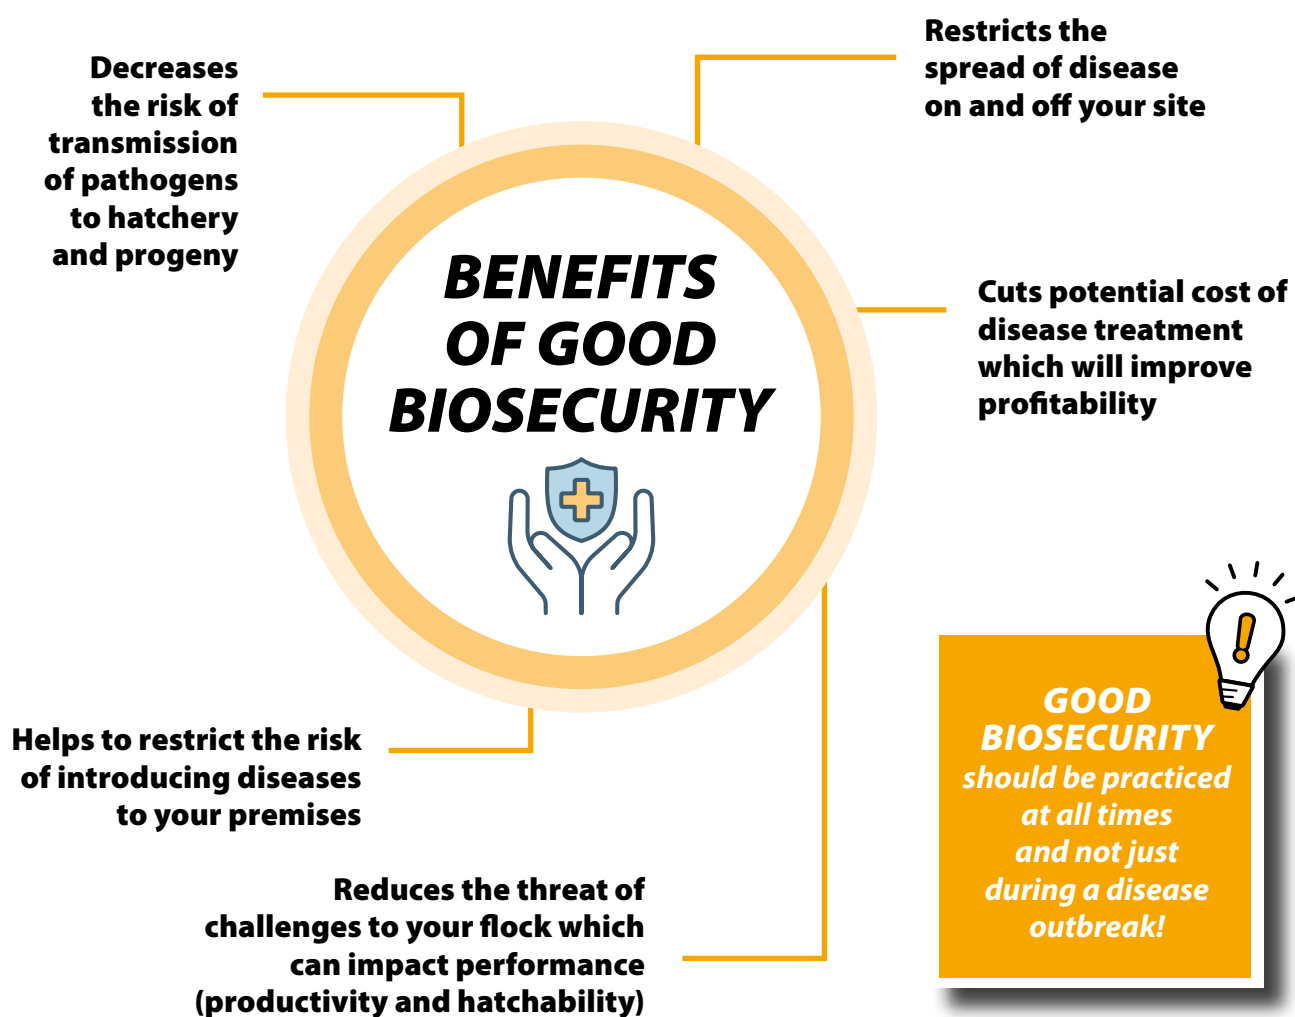 BENEFITS
OF GOOD
BIOSECURITY
Decreases
the risk of
transmission
of pathogens
to hatchery
and progeny
Restricts the
spread of disease
on and off your site
Cuts potential cost of
disease treatment
which will improve
profitability
Helps to restrict the risk
of introducing diseases
to your premises
Reduces the threat of
challenges to your flock which
can impact performance
(productivity and hatchability)
GOOD
BIOSECURITY
should be practiced
at all times
and not just
during a disease
outbreak!